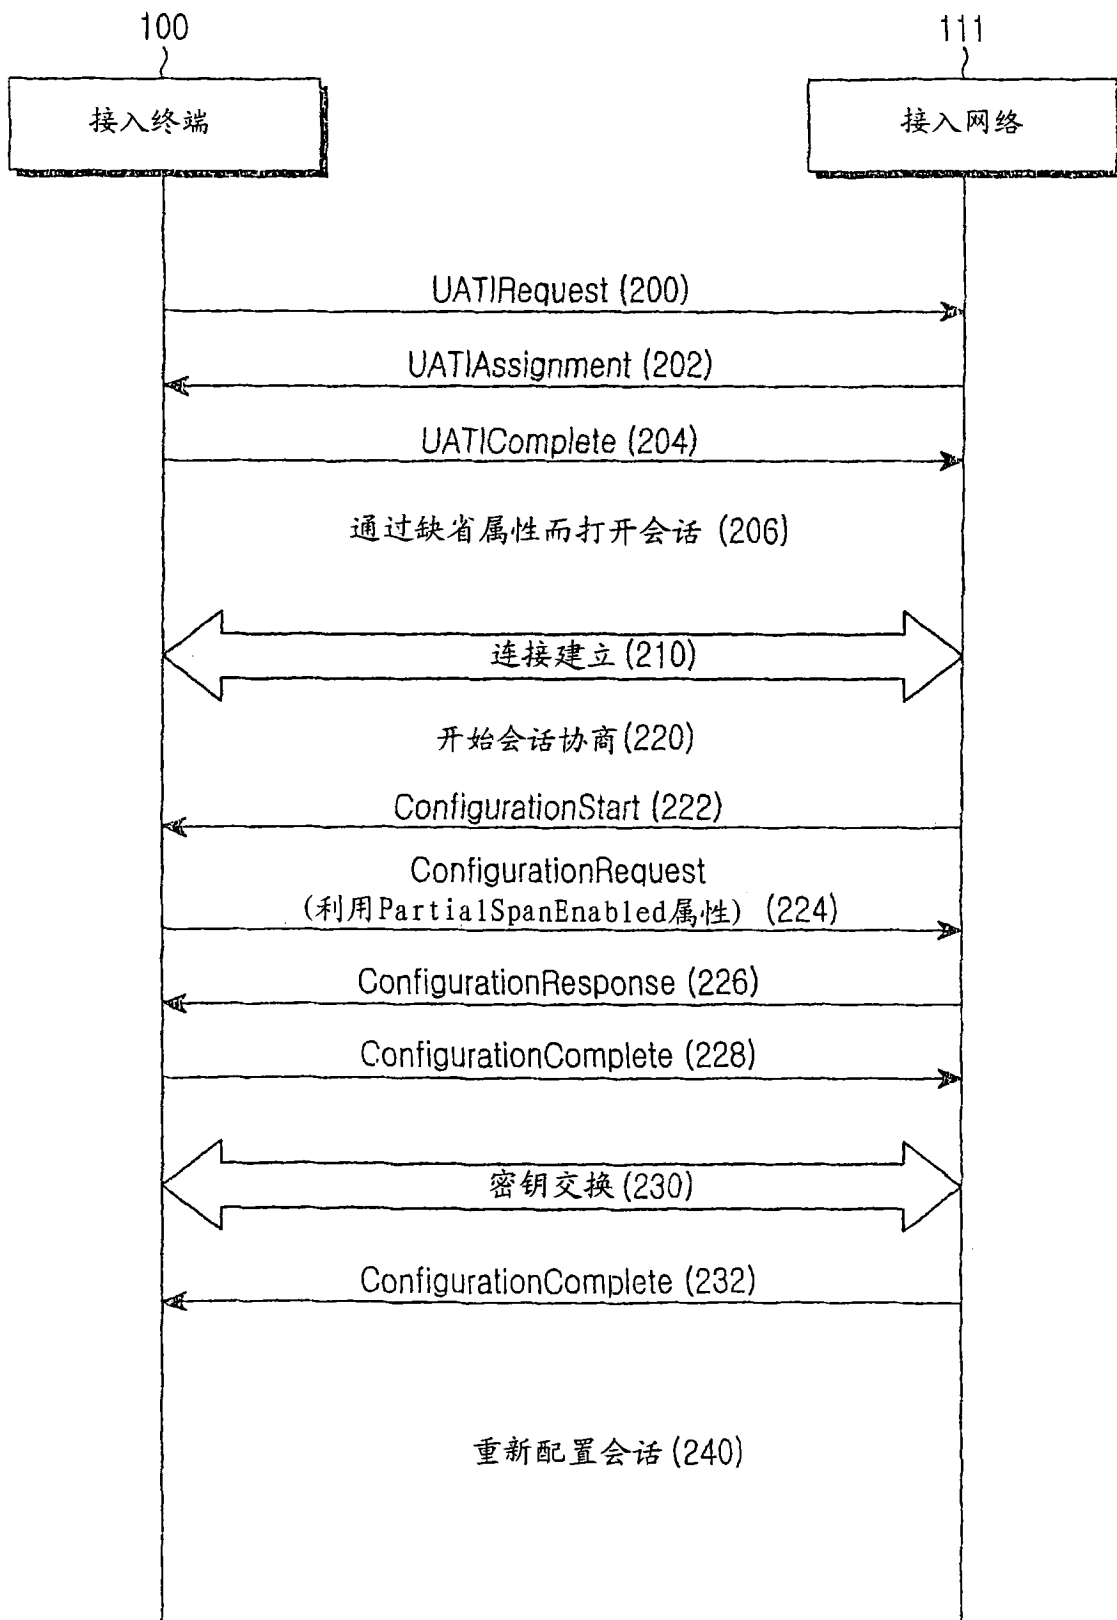 100
111
接入终端
接入网络
UATIRequest (200)
UATIAssignment (202)
UATIComplete (204)
通过缺省属性而打开会话 (206)
连接建立(210)
开始会话协商(220)
ConfigurationStart (222)
ConfigurationRequest
(利用PartialSpanEnabled属性) (224)
ConfigurationResponse (226)
ConfigurationComplete (228)
密钥交换(230)
ConfigurationComplete (232)
重新配置会话(240)